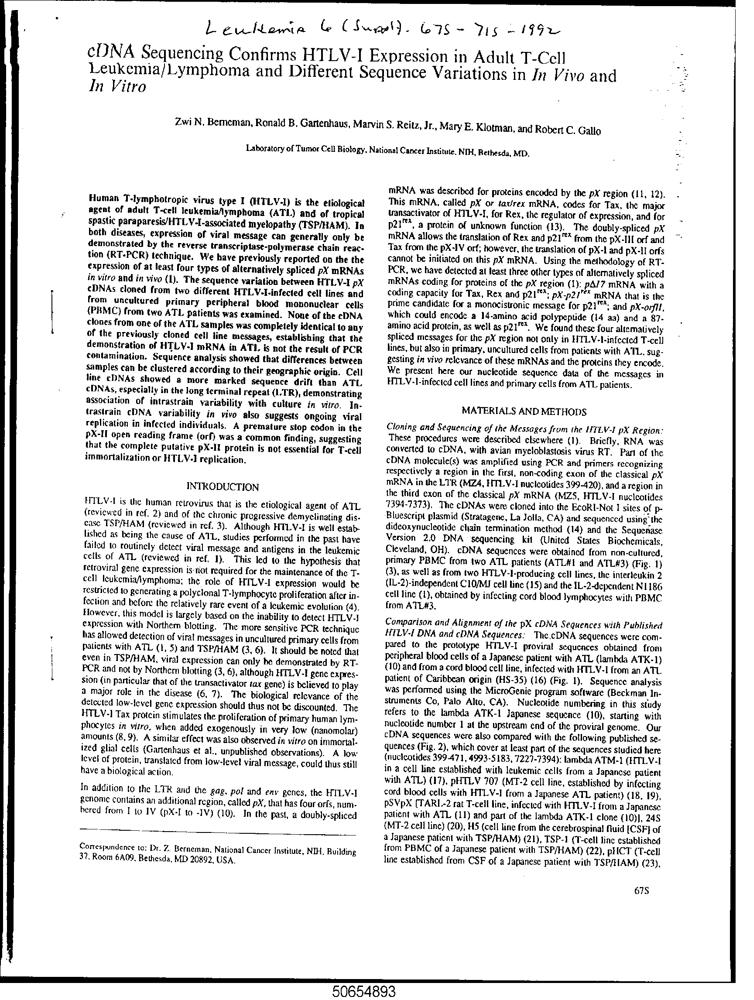 Leukemia 6 (Suppl). 67S - 71S - 1992
cDNA Sequencing Confirms HTLV-I Expression in Adult T-Cell
Leukemia/Lymphoma and Different Sequence Variations in In Vivo and
In Vitro
Zwi N. Berneman, Ronald B. Gartenhaus, Marvin S. Reitz, Jr., Mary E. Klotman, and Robert C. Gallo
Laboratory of Tumor Cell Biology, National Cancer Institute, NIH, Bethesda, MD.
Human T-lymphotropic virus type I (HTLV-I) is the etiological
agent of adult T-cell leukemia/lymphoma (ATL) and of tropical
spastic paraparesis/HTLV-I-associated myelopathy (TSP/HAM). In
both diseases, expression of viral message can generally only be
demonstrated by the reverse transcriptase-polymerase chain reac-
tion (RT-PCR) technique. We have previously reported on the the
expression of at least four types of alternatively spliced pX mRNAs
in vitro and in vivo (1). The sequence variation between HTLV-I pX
cDNAs cloned from two different HTLV-I-infected cell lines and
from uncultured primary peripheral blood mononuclear cells
(PBMC) from two ATL patients was examined. None of the cDNA
clones from one of the ATL samples was completely identical to any
of the previously cloned cell line messages, establishing that the
demonstration of HTLV-I mRNA in ATL is not the result of PCR
contamination. Sequence analysis showed that differences between
samples can be clustered according to their geographic origin. Cell
line cDNAs showed a more marked sequence drift than ATL
cDNAs, especially in the long terminal repeat (LTR), demonstrating
association of intrastrain variability with culture in vitro. In-
trastrain cDNA variability in vivo also suggests ongoing viral
replication in infected individuals. A premature stop codon in the
pX-II open reading frame (orf) was a common finding, suggesting
that the complete putative pX-II protein is not essential for T-cell
immortalization or HTLV-I replication.
INTRODUCTION
HTLV-I is the human retrovirus that is the etiological agent of ATL
(reviewed in ref. 2) and of the chronic progressive demyelinating dis-
ease TSP/HAM (reviewed in ref. 3). Although HTLV-I is well estab-
lished as being the cause of ATL, studies performed in the past have
failed to routinely detect viral message and antigens in the leukemic
cells of ATL (reviewed in ref. 1). This led to the hypothesis that
retroviral gene expression is not required for the maintenance of the T-
cell leukemia/lymphoma; the role of HTLV-I expression would be
restricted to generating a polyclonal T-lymphocyte proliferation after in-
fection and before the relatively rare event of a leukemic evolution (4).
However, this model is largely based on the inability to detect HTLV-I
expression with Northern blotting. The more sensitive PCR technique
has allowed detection of viral messages in uncultured primary cells from
patients with ATL (1, 5) and TSP/HAM (3, 6). It should be noted that
even in TSP/HAM, viral expression can only be demonstrated by RT-
PCR and not by Northern blotting (3, 6), although HTLV-I gene expres-
sion (in particular that of the transactivator tax gene) is believed to play
a major role in the disease (6, 7). The biological relevance of the
detected low-level gene expression should thus not be discounted. The
HTLV-I Tax protein stimulates the proliferation of primary human lym-
phocytes in vitro, when added exogenously in very low (nanomolar)
amounts (8, 9). A similar effect was also observed in vitro on immortal-
ized glial cells (Gartenhaus et al., unpublished observations). A low
level of protein, translated from low-level viral message, could thus still
have a biological action.
In addition to the LTR and the gag, pol and env genes, the HTLV-I
genome contains an additional region, called pX, that has four orfs, num-
bered from I to IV (pX-I to -IV) (10). In the past, a doubly-spliced
Correspondence to: Dr. Z. Berneman, National Cancer Institute, NIH, Building
37, Room 6A09, Bethesda, MD 20892, USA.
mRNA was described for proteins encoded by the pX region (11, 12).
This mRNA, called pX or tax/rex mRNA, codes for Tax, the major
transactivator of HTLV-I, for Rex, the regulator of expression, and for
p21rex, a protein of unknown function (13). The doubly-spliced pX
mRNA allows the translation of Rex and p21rex from the pX-III orf and
Tax from the pX-IV orf; however, the translation of pX-I and pX-II orfs
cannot be initiated on this pX mRNA. Using the methodology of RT-
PCR, we have detected at least three other types of alternatively spliced
mRNAs coding for proteins of the pX region (1): pΔ17 mRNA with a
coding capacity for Tax, Rex and p21rex; pX-p21rex mRNA that is the
prime candidate for a monocistronic message for p21rex; and pX-orfII,
which could encode a 14-amino acid polypeptide (14 aa) and a 87-
amino acid protein, as well as p21rex. We found these four alternatively
spliced messages for the pX region not only in HTLV-I-infected T-cell
lines, but also in primary, uncultured cells from patients with ATL, sug-
gesting in vivo relevance of these mRNAs and the proteins they encode.
We present here our nucleotide sequence data of the messages in
HTLV-I-infected cell lines and primary cells from ATL patients.
MATERIALS AND METHODS
Cloning and Sequencing of the Messages from the HTLV-I pX Region:
These procedures were described elsewhere (1). Briefly, RNA was
converted to cDNA, with avian myeloblastosis virus RT. Part of the
cDNA molecule(s) was amplified using PCR and primers recognizing
respectively a region in the first, non-coding exon of the classical pX
mRNA in the LTR (MZ4, HTLV-I nucleotides 399-420), and a region in
the third exon of the classical pX mRNA (MZ5, HTLV-I nucleotides
7394-7373). The cDNAs were cloned into the EcoRI-Not I sites of p-
Bluescript plasmid (Stratagene, La Jolla, CA) and sequenced using the
dideoxynucleotide chain termination method (14) and the Sequenase
Version 2.0 DNA sequencing kit (United States Biochemicals,
Cleveland, OH). cDNA sequences were obtained from non-cultured,
primary PBMC from two ATL patients (ATL#1 and ATL#3) (Fig. 1)
(3), as well as from two HTLV-I-producing cell lines, the interleukin 2
(IL-2)-independent C10/MJ cell line (15) and the IL-2-dependent N1186
cell line (1), obtained by infecting cord blood lymphocytes with PBMC
from ATL#3.
Comparison and Alignment of the pX cDNA Sequences with Published
HTLV-I DNA and cDNA Sequences: The cDNA sequences were com-
pared to the prototype HTLV-I proviral sequences obtained from
peripheral blood cells of a Japanese patient with ATL (lambda ATK-1)
(10) and from a cord blood cell line, infected with HTLV-I from an ATL
patient of Caribbean origin (HS-35) (16) (Fig. 1). Sequence analysis
was performed using the MicroGenie program software (Beckman In-
struments Co, Palo Alto, CA). Nucleotide numbering in this study
refers to the lambda ATK-1 Japanese sequence (10), starting with
nucleotide number 1 at the upstream end of the proviral genome. Our
cDNA sequences were also compared with the following published se-
quences (Fig. 2), which cover at least part of the sequences studied here
(nucleotides 399-471, 4993-5183, 7227-7394): lambda ATM-1 (HTLV-I
in a cell line established with leukemic cells from a Japanese patient
with ATL) (17), pHTLV 707 (MT-2 cell line, established by infecting
cord blood cells with HTLV-I from a Japanese ATL patient) (18, 19),
pSVpX [TARL-2 rat T-cell line, infected with HTLV-I from a Japanese
patient with ATL (11) and part of the lambda ATK-1 clone (10)], 24S
(MT-2 cell line) (20), H5 (cell line from the cerebrospinal fluid [CSF] of
a Japanese patient with TSP/HAM) (21), TSP-1 (T-cell line established
from PBMC of a Japanese patient with TSP/HAM) (22), pHCT (T-cell
line established from CSF of a Japanese patient with TSP/HAM) (23),
67S
50654893